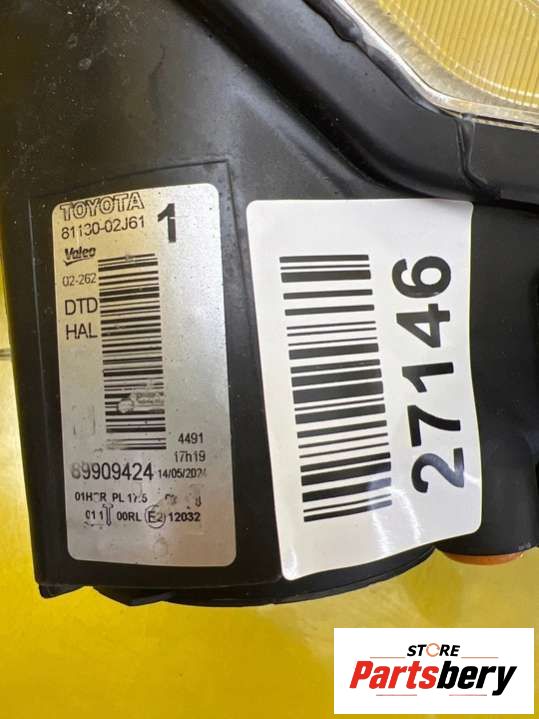 TOYOTA
81130-02J61
1
Valeo
02-262
DTD
HAL
4491
17h19
89909424 14/05/2024
PL 17.5
00RL E2 12032
27146
STORE
Partsbery